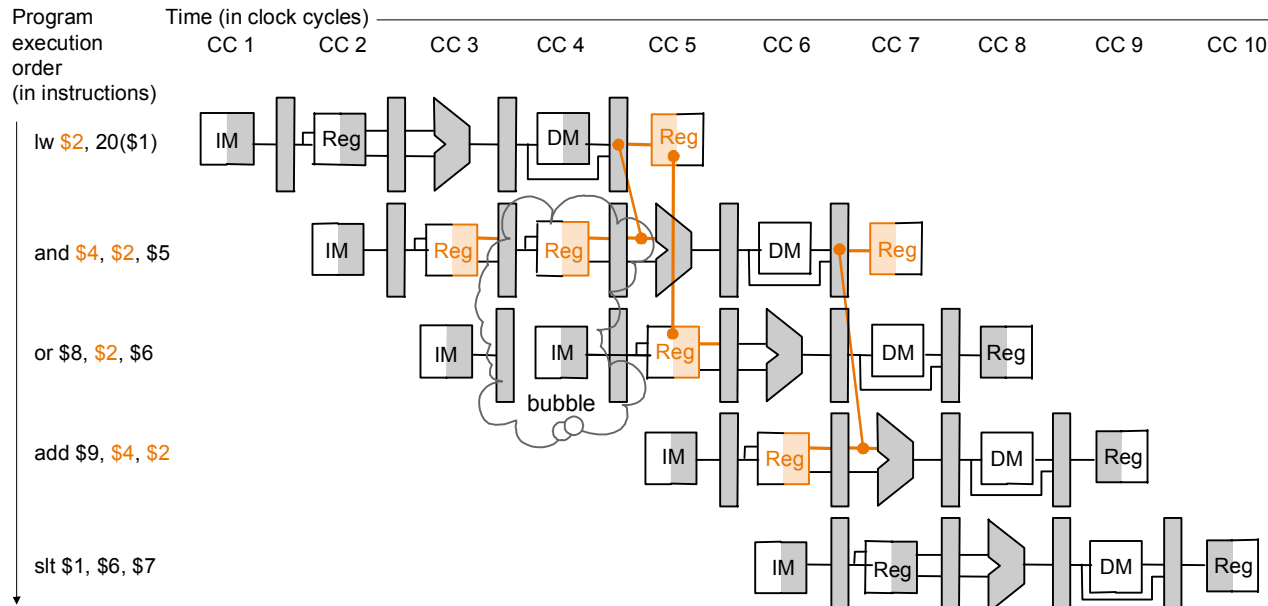 Program
execution
order
(in instructions)
Time (in clock cycles)
CC 1 CC 2 CC 3 CC 4 CC 5 CC 6 CC 7 CC 8 CC 9 CC 10
lw $2, 20($1) IM Reg DM Reg
and $4, $2, $5 IM Reg Reg DM Reg
or $8, $2, $6 IM IM Reg DM Reg
bubble
add $9, $4, $2 IM Reg DM Reg
slt $1, $6, $7 IM Reg DM Reg